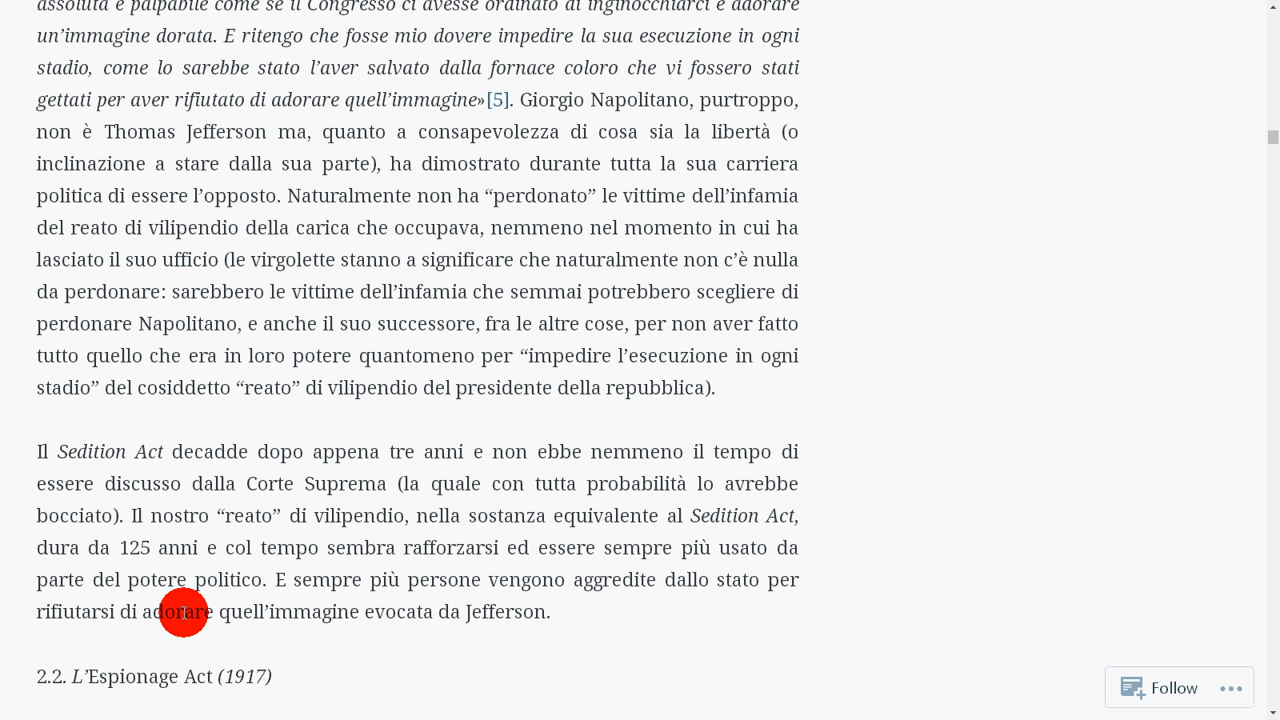 assoluta e palpabile come se il Congresso ci avesse ordinato di inginocchiarci e adorare
un’immagine dorata. E ritengo che fosse mio dovere impedire la sua esecuzione in ogni
stadio, come lo sarebbe stato l’aver salvato dalla fornace coloro che vi fossero stati
gettati per aver rifiutato di adorare quell’immagine»[5]. Giorgio Napolitano, purtroppo,
non è Thomas Jefferson ma, quanto a consapevolezza di cosa sia la libertà (o
inclinazione a stare dalla sua parte), ha dimostrato durante tutta la sua carriera
politica di essere l’opposto. Naturalmente non ha “perdonato” le vittime dell’infamia
del reato di vilipendio della carica che occupava, nemmeno nel momento in cui ha
lasciato il suo ufficio (le virgolette stanno a significare che naturalmente non c’è nulla
da perdonare: sarebbero le vittime dell’infamia che semmai potrebbero scegliere di
perdonare Napolitano, e anche il suo successore, fra le altre cose, per non aver fatto
tutto quello che era in loro potere quantomeno per “impedire l’esecuzione in ogni
stadio” del cosiddetto “reato” di vilipendio del presidente della repubblica).
Il Sedition Act decadde dopo appena tre anni e non ebbe nemmeno il tempo di
essere discusso dalla Corte Suprema (la quale con tutta probabilità lo avrebbe
bocciato). Il nostro “reato” di vilipendio, nella sostanza equivalente al Sedition Act,
dura da 125 anni e col tempo sembra rafforzarsi ed essere sempre più usato da
parte del potere politico. E sempre più persone vengono aggredite dallo stato per
rifiutarsi di adorare quell’immagine evocata da Jefferson.
2.2. L’Espionage Act (1917)
Follow